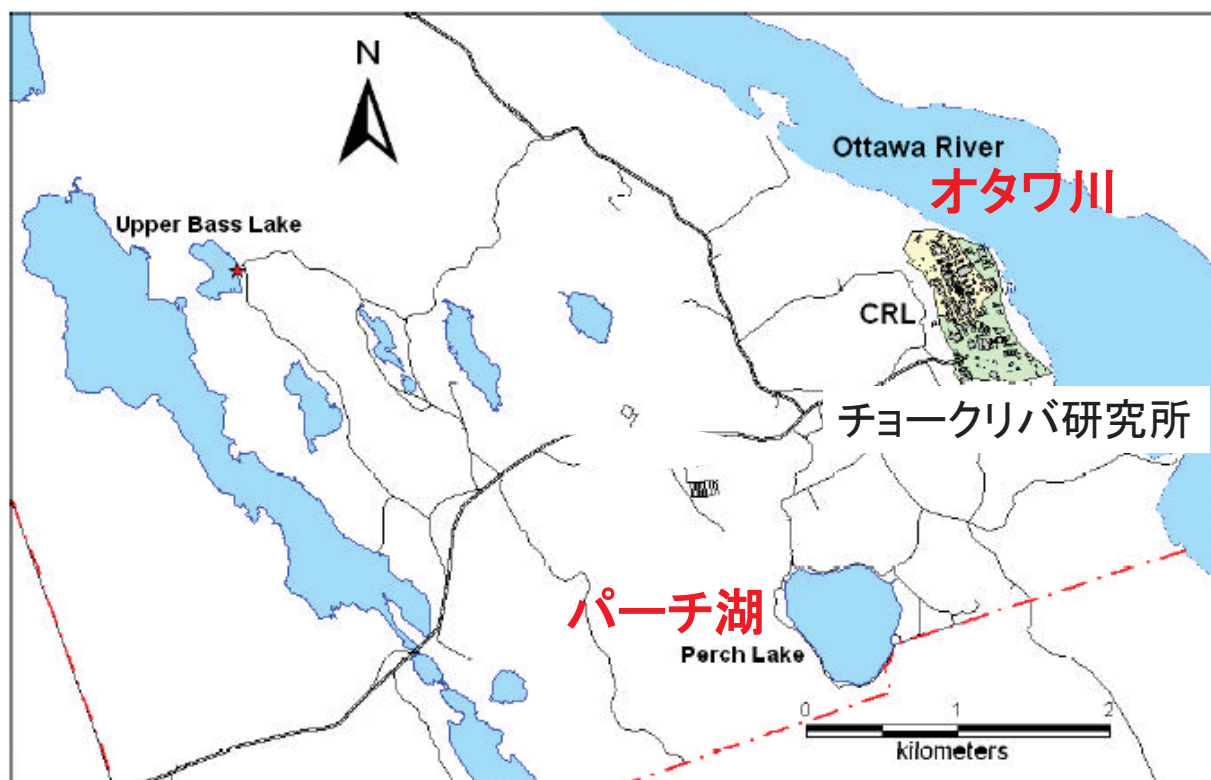 N
Ottawa River
オタワ川
Upper Bass Lake
CRL
チョークリバ研究所
パーチ湖
Perch Lake
0 1 2
kilometers